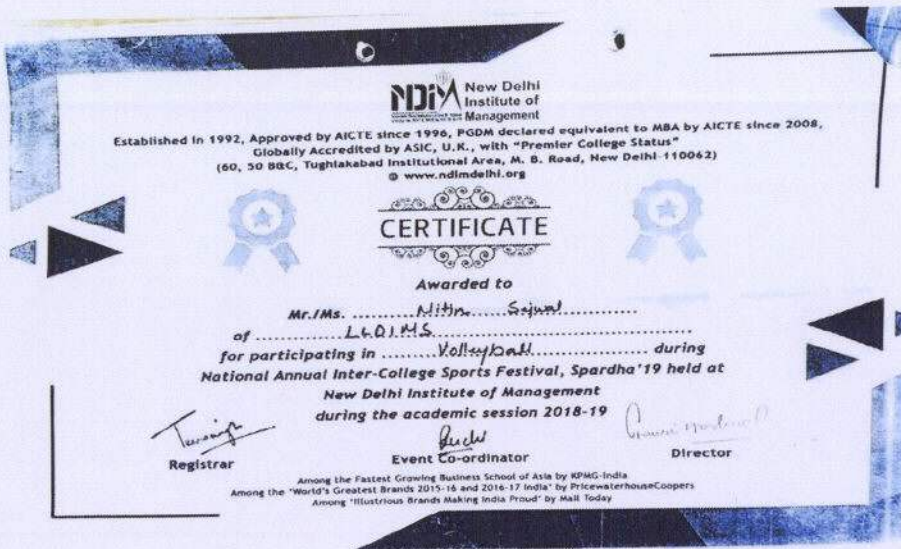 NDiM New Delhi
Institute of
Management
Established in 1992, Approved by AICTE since 1996, PGDM declared equivalent to MBA by AICTE since 2008,
Globally Accredited by ASIC, U.K., with "Premier College Status"
(60, 50 B&C, Tughlakabad Institutional Area, M. B. Road, New Delhi-110062)
@ www.ndimdelhi.org
CERTIFICATE
Awarded to
Mr./Ms. Nitin Sejwal
of LLDIMS
for participating in Volleyball during
National Annual Inter-College Sports Festival, Spardha'19 held at
New Delhi Institute of Management
during the academic session 2018-19
Ruchi
Registrar Event Co-ordinator Director
Among the Fastest Growing Business School of Asia by KPMG-India
Among the "World's Greatest Brands 2015-16 and 2016-17 India" by PricewaterhouseCoopers
Among "Illustrious Brands Making India Proud" by Mail Today